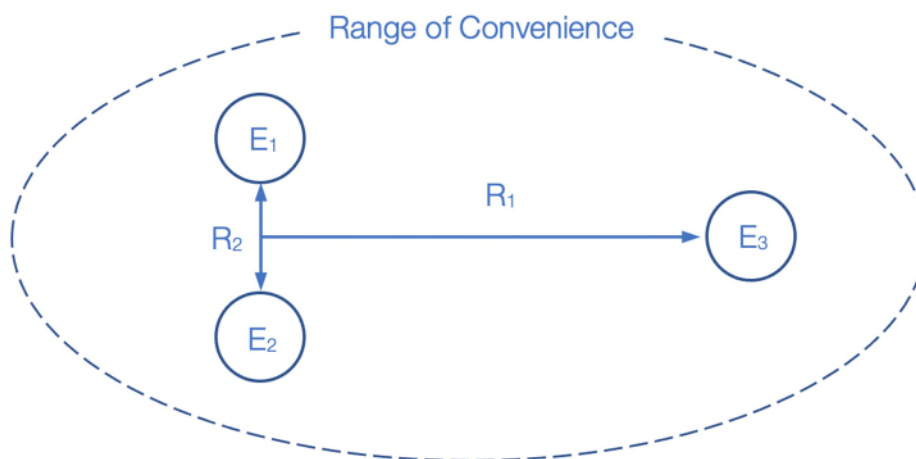 Range of Convenience
E₁
R₁
R₂
E₃
E₂